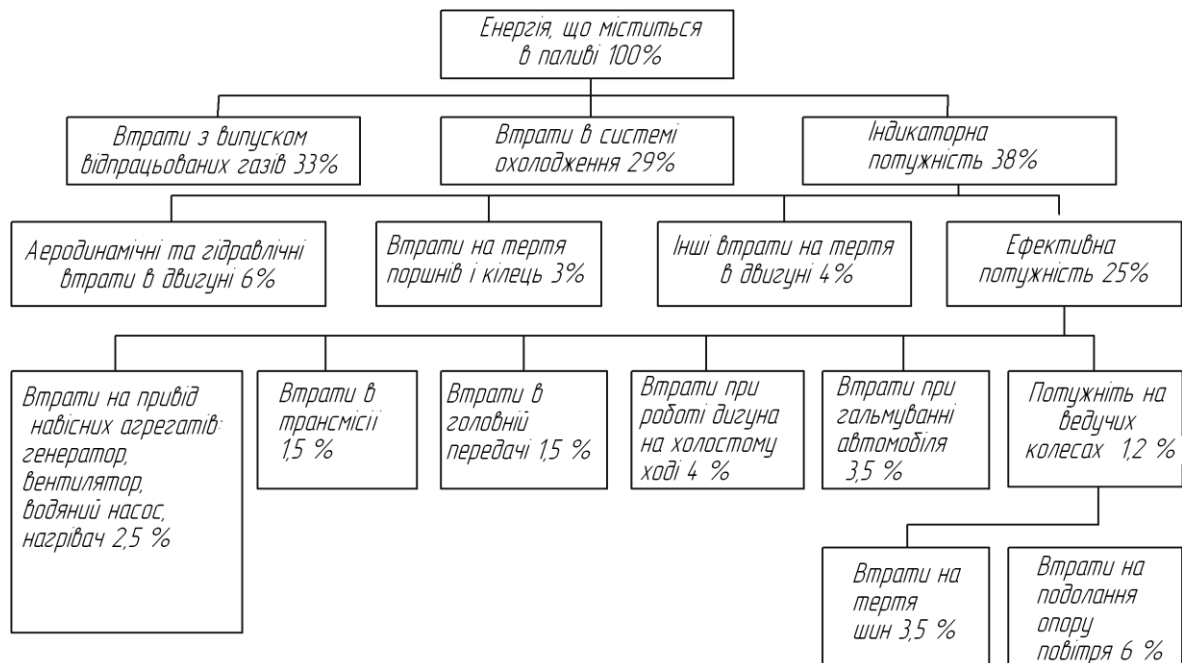 Енергія, що міститься
в паливі 100%
Втрати з випуском
відпрацьованих газів 33%
Втрати в системі
охолодження 29%
Індикаторна
потужність 38%
Аеродинамічні та гідравлічні
втрати в двигуні 6%
Втрати на тертя
поршнів і кілець 3%
Інші втрати на тертя
в двигуні 4%
Ефективна
потужність 25%
Втрати на привід
навісних агрегатів:
генератор,
вентилятор,
водяний насос,
нагрівач 2,5 %
Втрати в
трансмісії
1,5 %
Втрати в
головній
передачі 1,5 %
Втрати при
роботі дигуна
на холостому
ході 4 %
Втрати при
гальмуванні
автомобіля
3,5 %
Потужніть на
ведучих
колесах 1,2 %
Втрати на
тертя
шин 3,5 %
Втрати на
подолання
опору
повітря 6 %